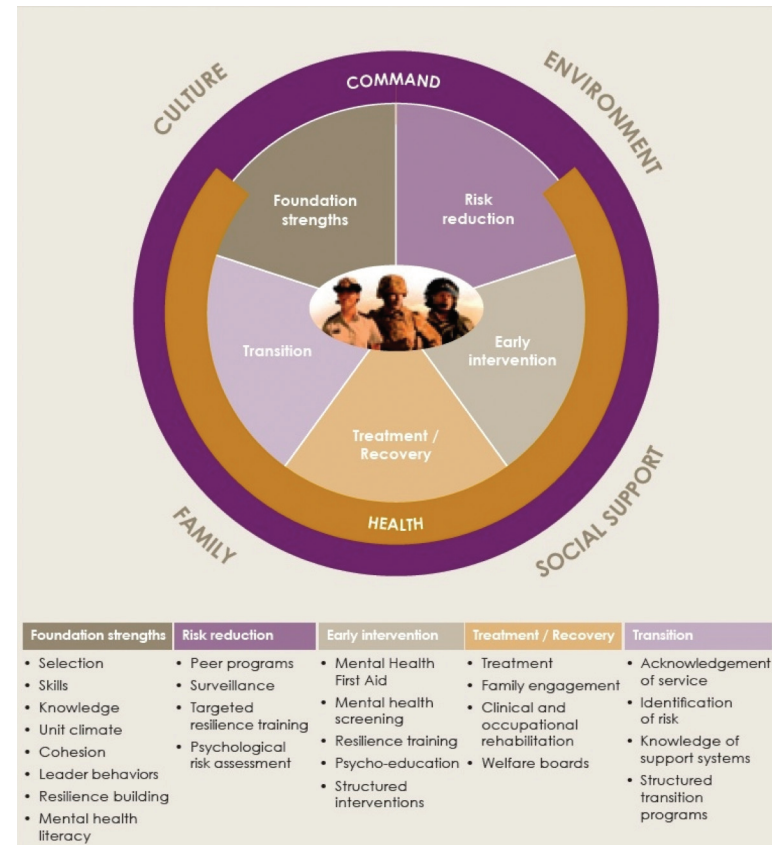 CULTURE
ENVIRONMENT
COMMAND
Foundation
strengths
Risk
reduction
Transition
Early
intervention
Treatment /
Recovery
HEALTH
FAMILY
SOCIAL SUPPORT
Foundation strengths
• Selection
• Skills
• Knowledge
• Unit climate
• Cohesion
• Leader behaviors
• Resilience building
• Mental health
literacy
Risk reduction
• Peer programs
• Surveillance
• Targeted
resilience training
• Psychological
risk assessment
Early intervention
• Mental Health
First Aid
• Mental health
screening
• Resilience training
• Psycho-education
• Structured
interventions
Treatment / Recovery
• Treatment
• Family engagement
• Clinical and
occupational
rehabilitation
• Welfare boards
Transition
• Acknowledgement
of service
• Identification
of risk
• Knowledge of
support systems
• Structured
transition
programs